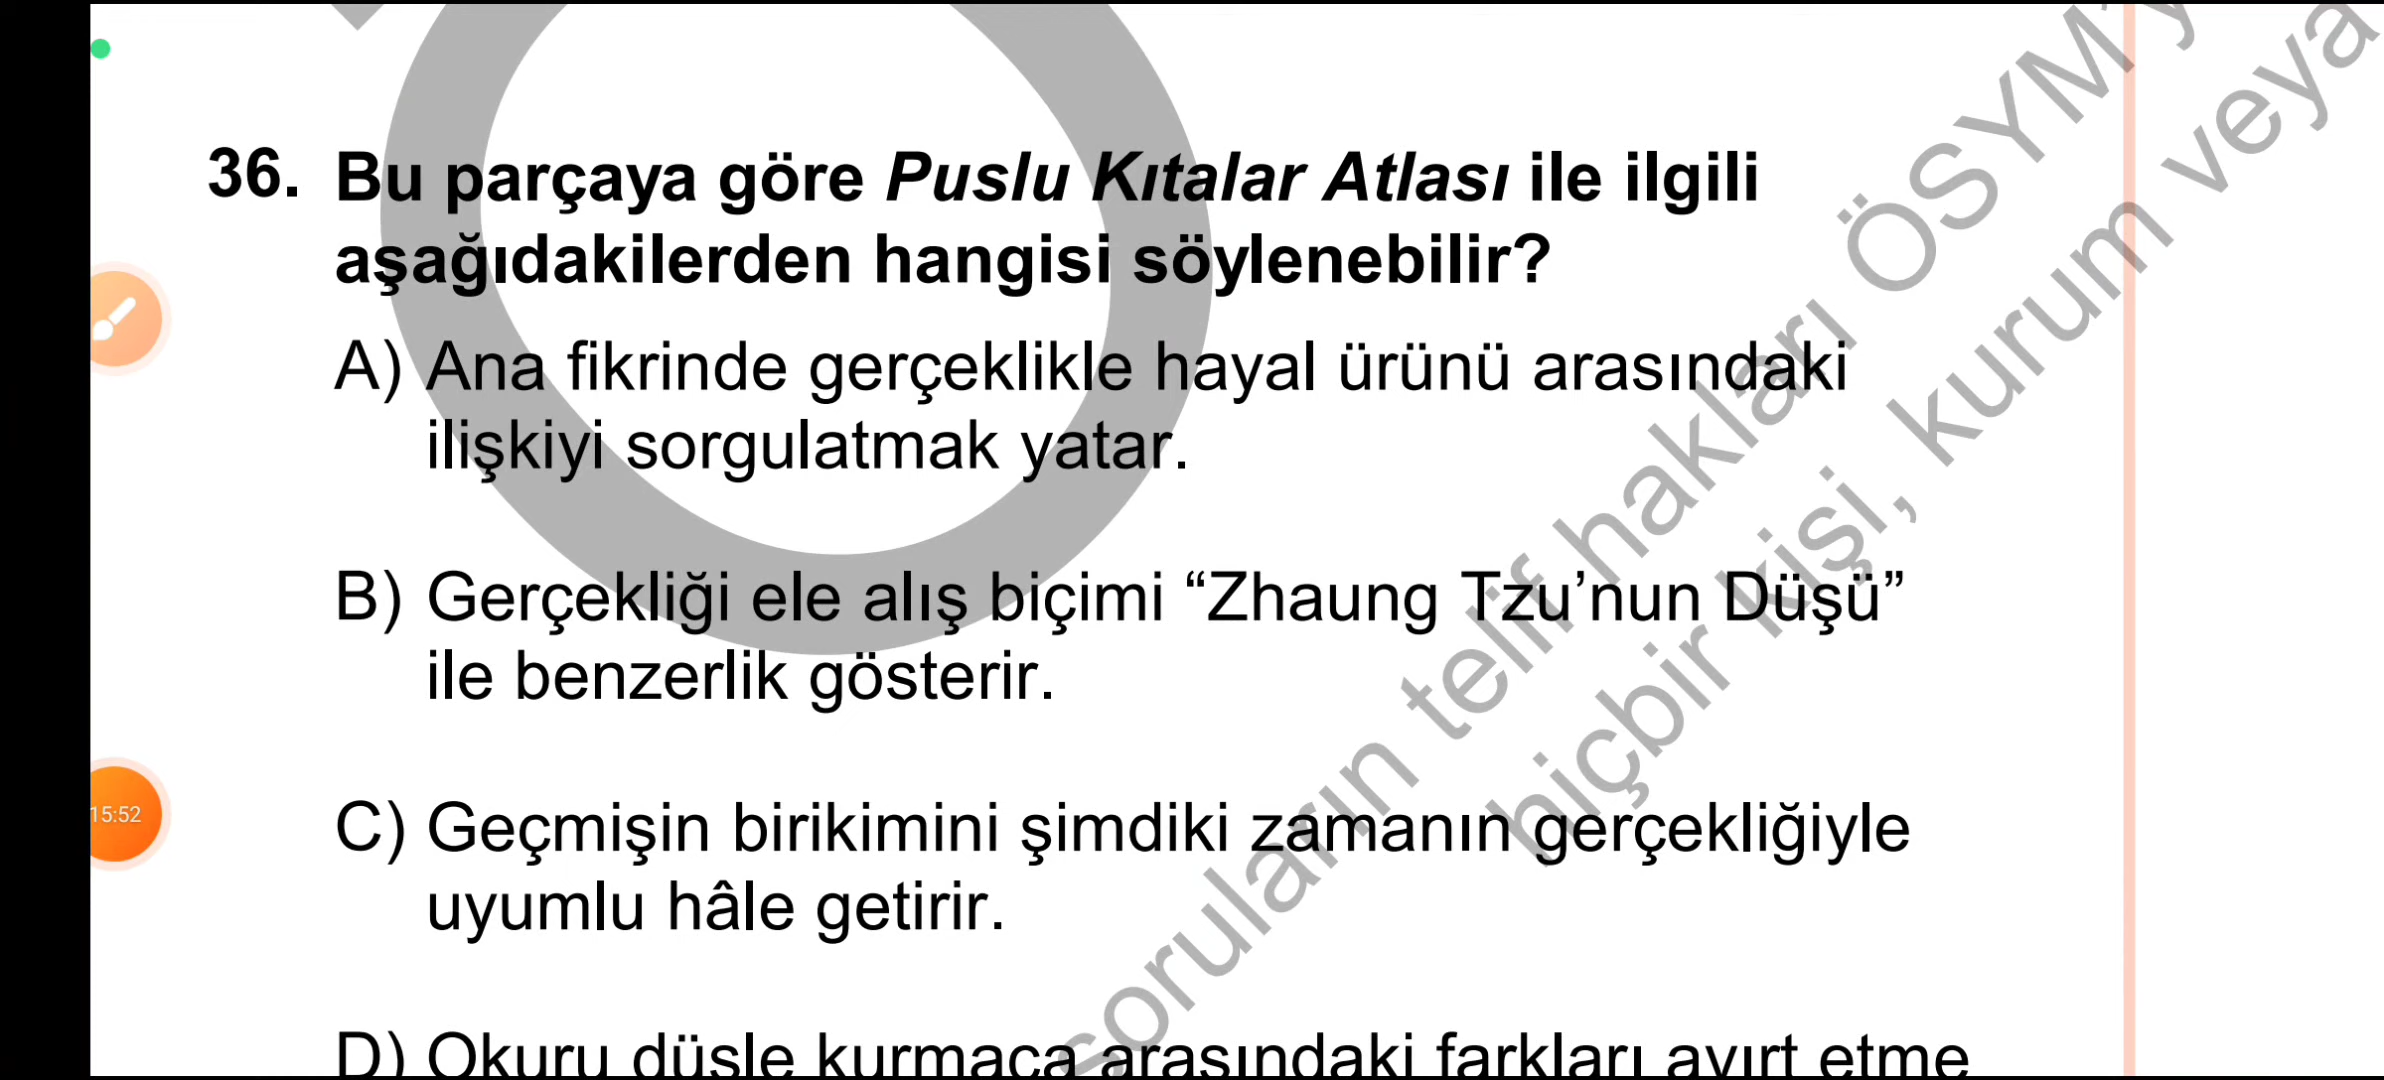 36. Bu parçaya göre Puslu Kıtalar Atlası ile ilgili
aşağıdakilerden hangisi söylenebilir?
A) Ana fikrinde gerçeklikle hayal ürünü arasındaki
ilişkiyi sorgulatmak yatar.
B) Gerçekliği ele alış biçimi “Zhaung Tzu’nun Düşü”
ile benzerlik gösterir.
C) Geçmişin birikimini şimdiki zamanın gerçekliğiyle
uyumlu hâle getirir.
D) Okuru düşle kurmaca arasındaki farkları ayırt etme
15:52
soruların telif hakları ÖSYM'y
hiçbir kişi, kurum veya